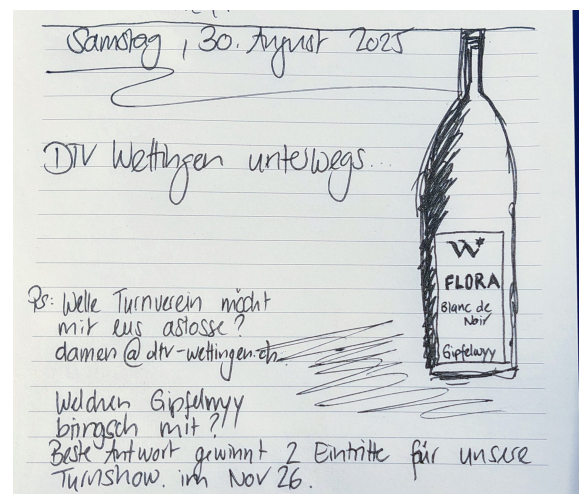 Samstag, 30. August 2025
DTV Wettingen unterwegs...
W*
FLORA
Blanc de
Noir
Gipfelwyy
Ps: Welle Turnverein möcht
mit eus astosse?
damen@dtv-wettingen.ch
Welchen Gipfelwyy
bringsch mit?!
Beste Antwort gewinnt 2 Eintritte für unsere
Turnshow. im Nov 26.